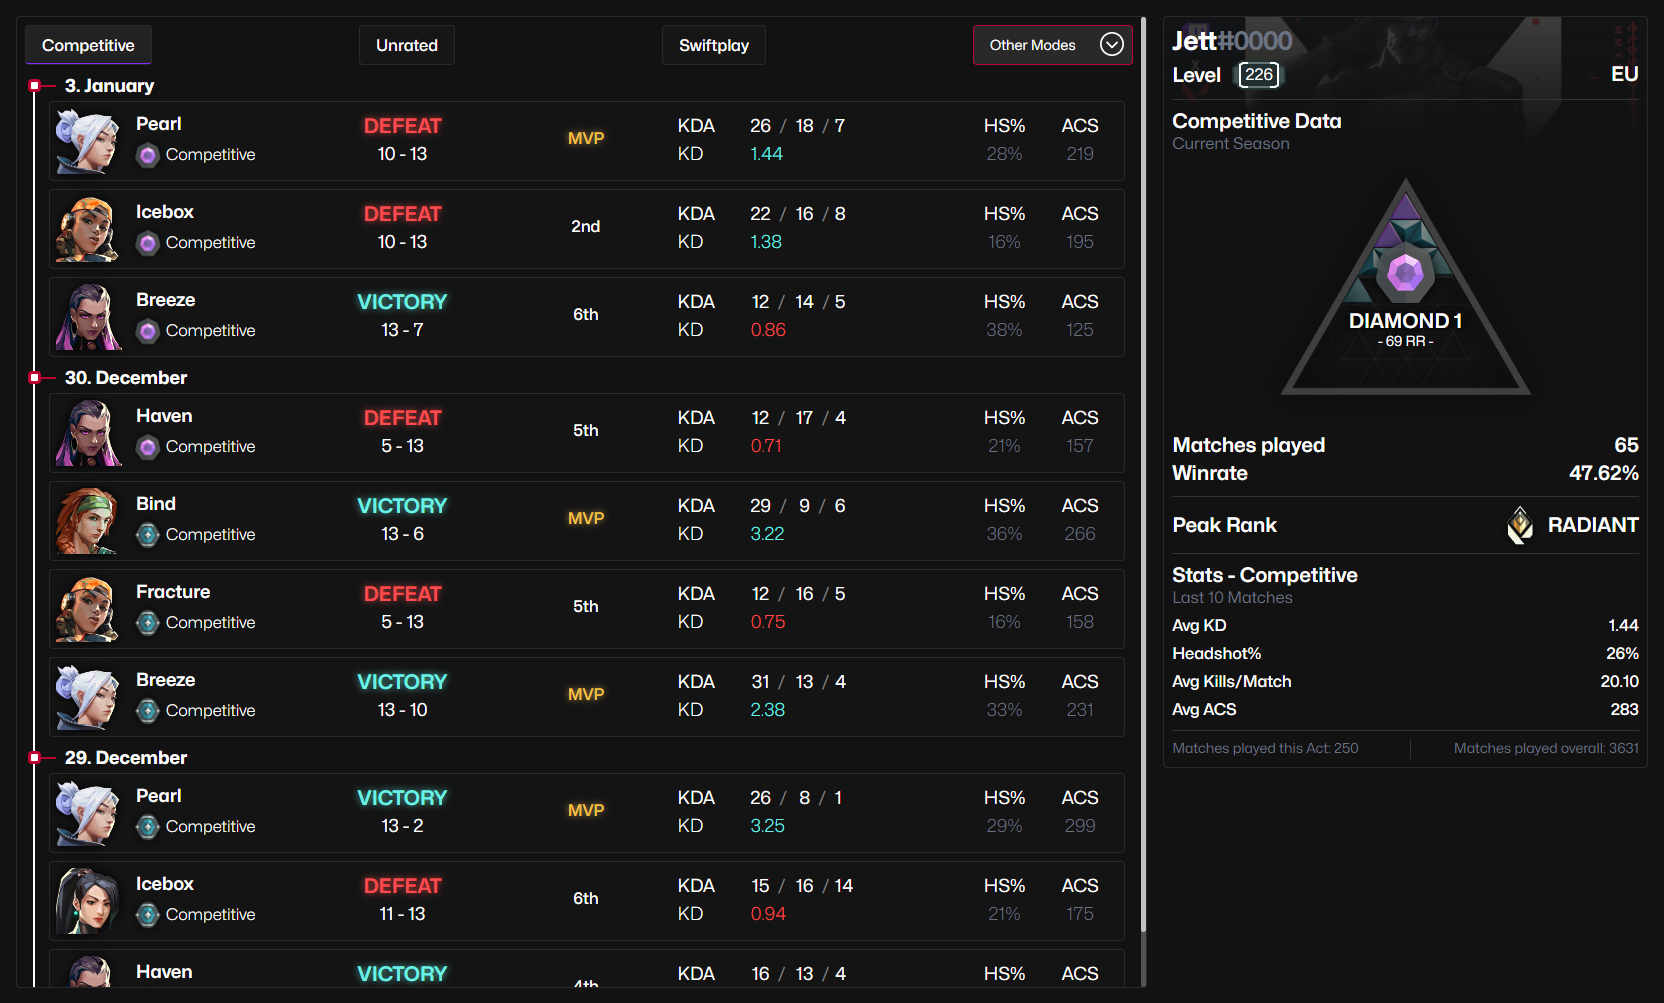 Competitive
Unrated
Swiftplay
Other Modes
3. January
Pearl
Competitive
DEFEAT
10 - 13
MVP
KDA 26 / 18 / 7
KD 1.44
HS% ACS
28% 219
Icebox
Competitive
DEFEAT
10 - 13
2nd
KDA 22 / 16 / 8
KD 1.38
HS% ACS
16% 195
Breeze
Competitive
VICTORY
13 - 7
6th
KDA 12 / 14 / 5
KD 0.86
HS% ACS
38% 125
30. December
Haven
Competitive
DEFEAT
5 - 13
5th
KDA 12 / 17 / 4
KD 0.71
HS% ACS
21% 157
Bind
Competitive
VICTORY
13 - 6
MVP
KDA 29 / 9 / 6
KD 3.22
HS% ACS
36% 266
Fracture
Competitive
DEFEAT
5 - 13
5th
KDA 12 / 16 / 5
KD 0.75
HS% ACS
16% 158
Breeze
Competitive
VICTORY
13 - 10
MVP
KDA 31 / 13 / 4
KD 2.38
HS% ACS
33% 231
29. December
Pearl
Competitive
VICTORY
13 - 2
MVP
KDA 26 / 8 / 1
KD 3.25
HS% ACS
29% 299
Icebox
Competitive
DEFEAT
11 - 13
6th
KDA 15 / 16 / 14
KD 0.94
HS% ACS
21% 175
Haven
VICTORY
4th
KDA 16 / 13 / 4
HS% ACS
Jett#0000
Level 226
EU
Competitive Data
Current Season
DIAMOND 1
- 69 RR -
Matches played 65
Winrate 47.62%
Peak Rank RADIANT
Stats - Competitive
Last 10 Matches
Avg KD 1.44
Headshot% 26%
Avg Kills/Match 20.10
Avg ACS 283
Matches played this Act: 250
Matches played overall: 3631